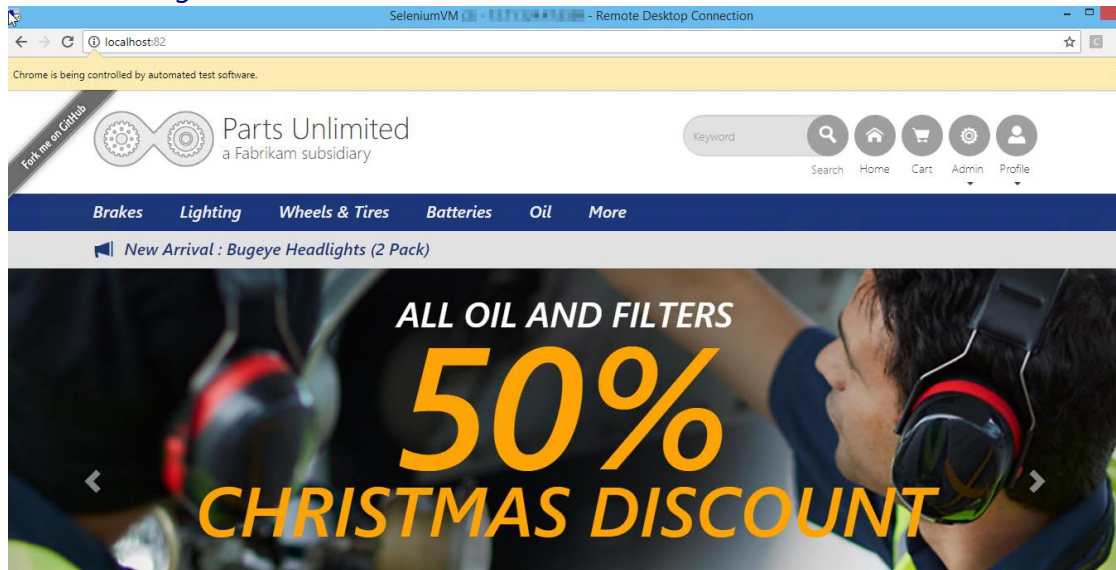 SeleniumVM - Remote Desktop Connection
localhost:82
C
Chrome is being controlled by automated test software.
Fork me on GitHub
Parts Unlimited
a Fabrikam subsidiary
Keyword
Search Home Cart Admin Profile
Brakes Lighting Wheels & Tires Batteries Oil More
New Arrival : Bugeye Headlights (2 Pack)
ALL OIL AND FILTERS
50%
CHRISTMAS DISCOUNT